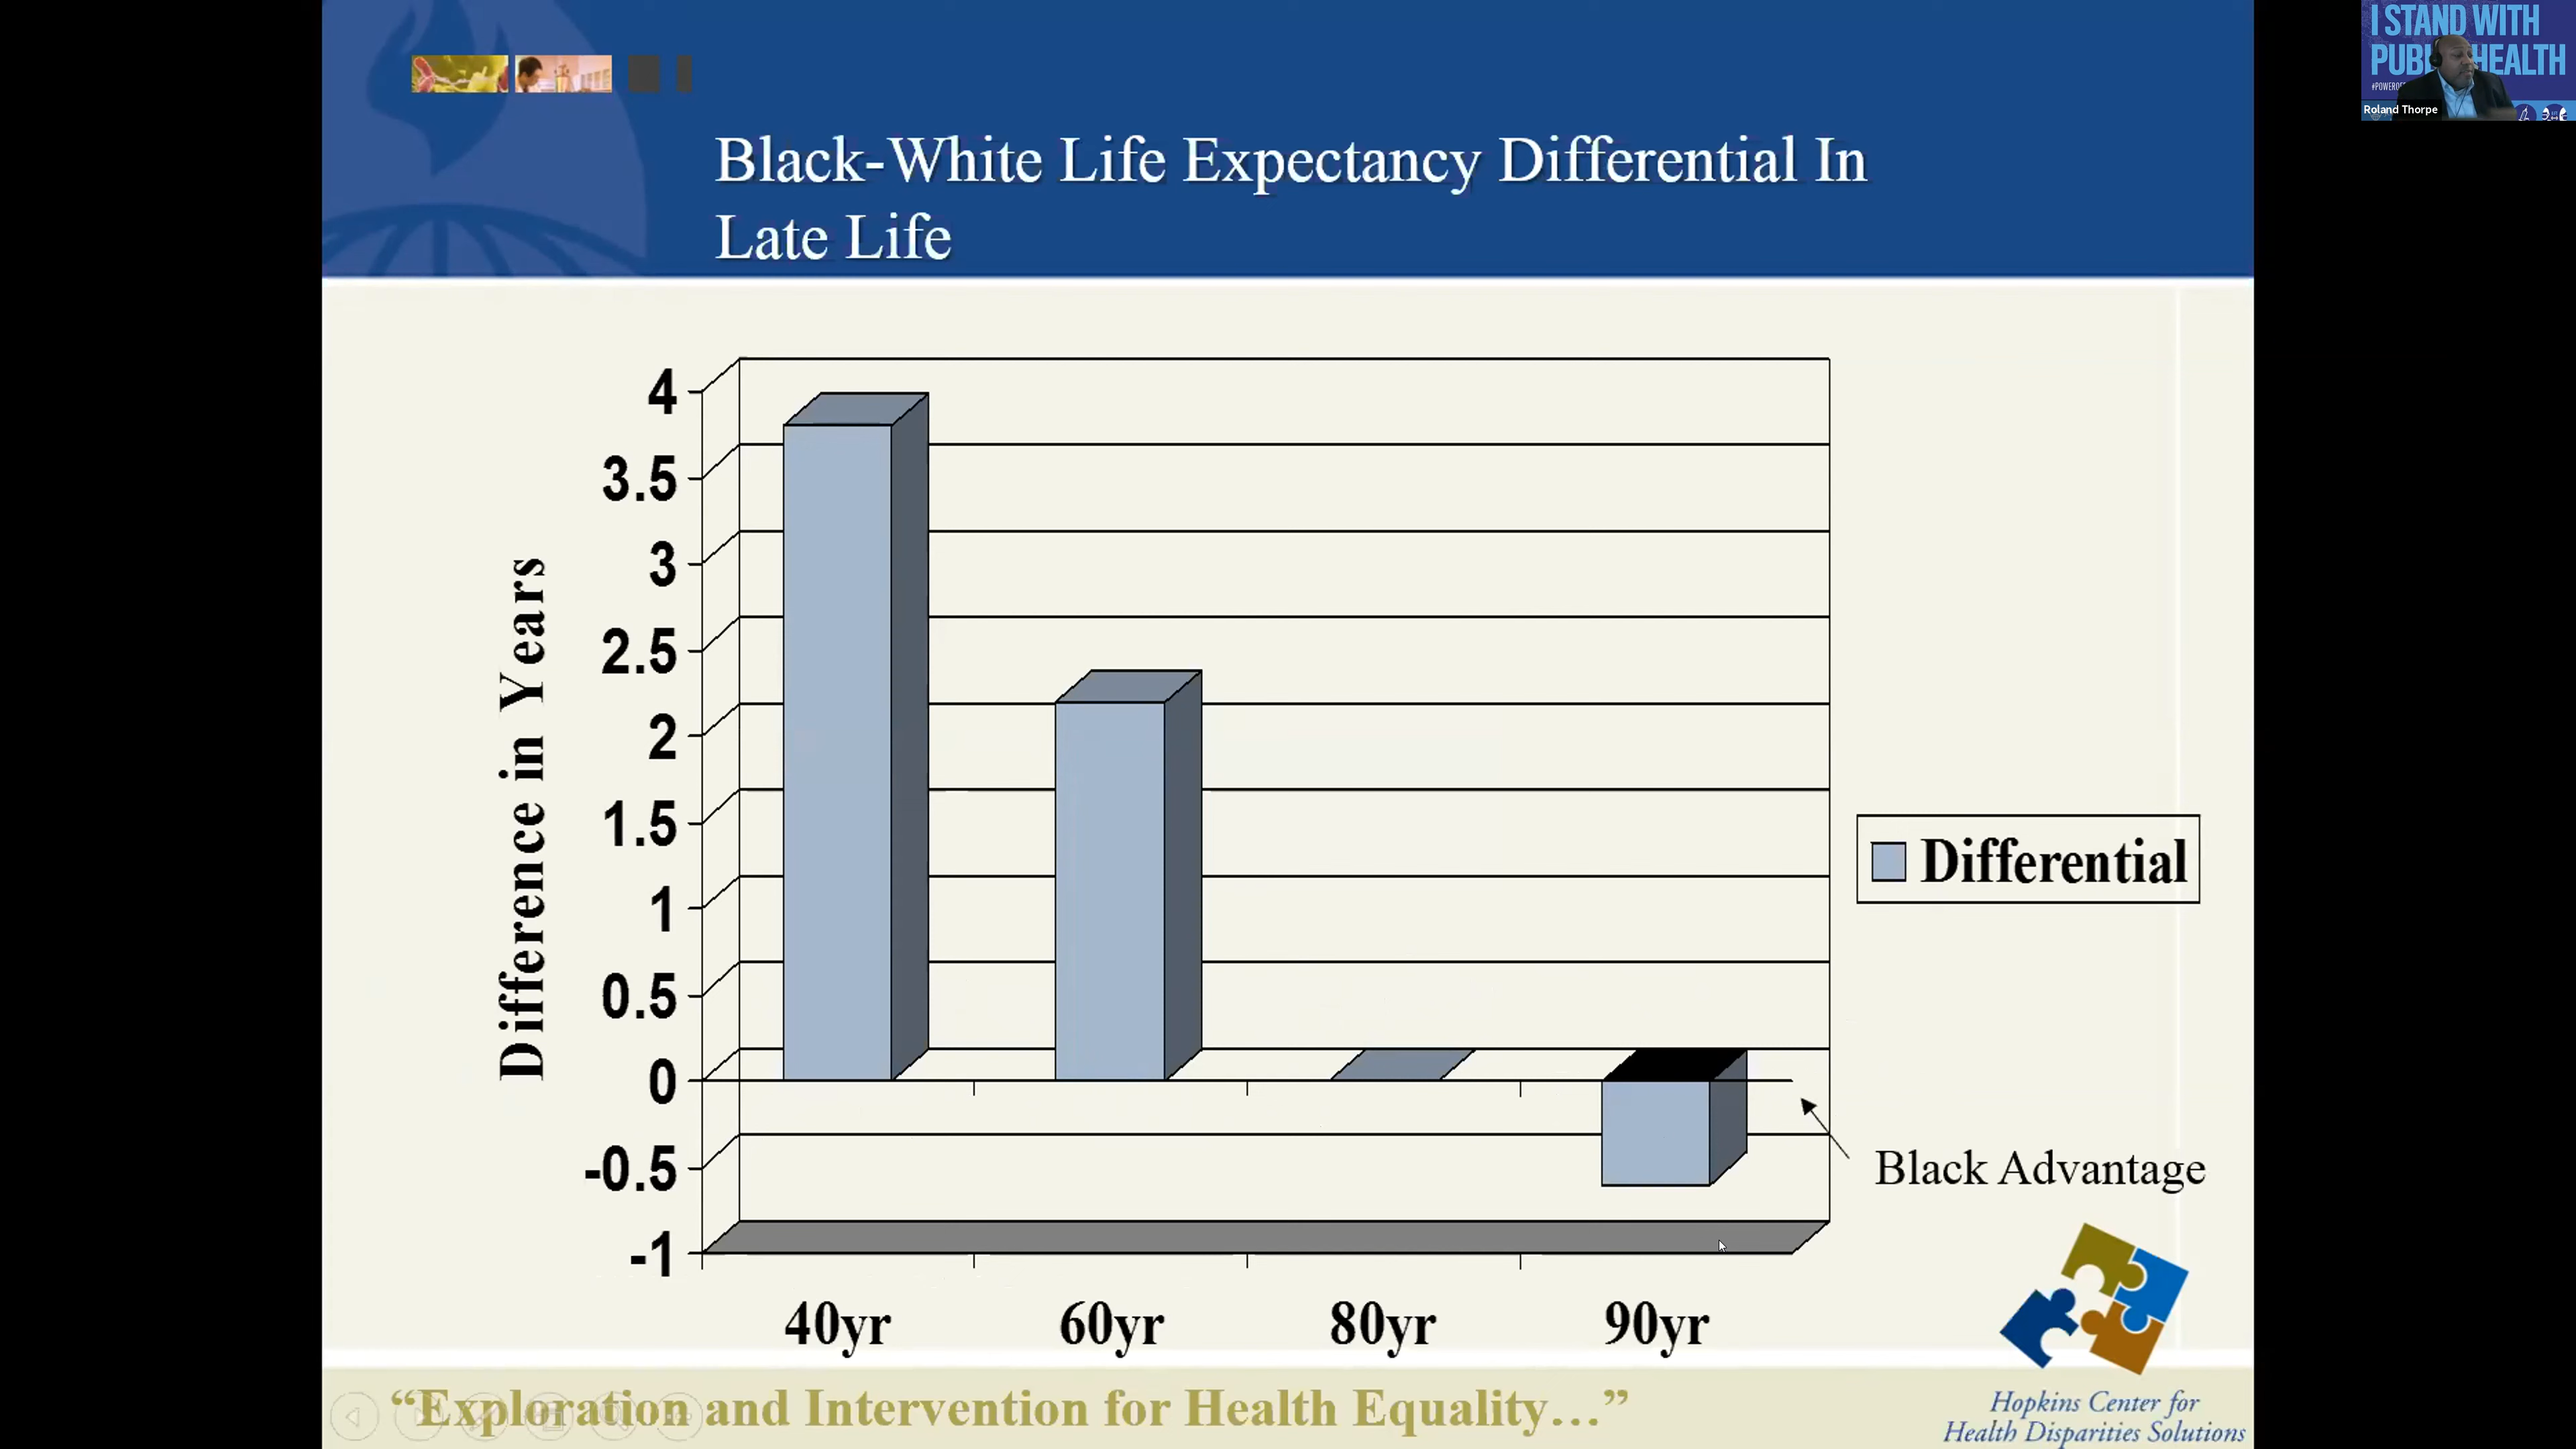 I STAND WITH
PUBLIC HEALTH
Roland Thorpe
Black-White Life Expectancy Differential In
Late Life
Difference in Years
4
3.5
3
2.5
2
1.5
1
0.5
0
-0.5
-1
40yr
60yr
80yr
90yr
Differential
Black Advantage
“Exploration and Intervention for Health Equality…”
Hopkins Center for
Health Disparities Solutions